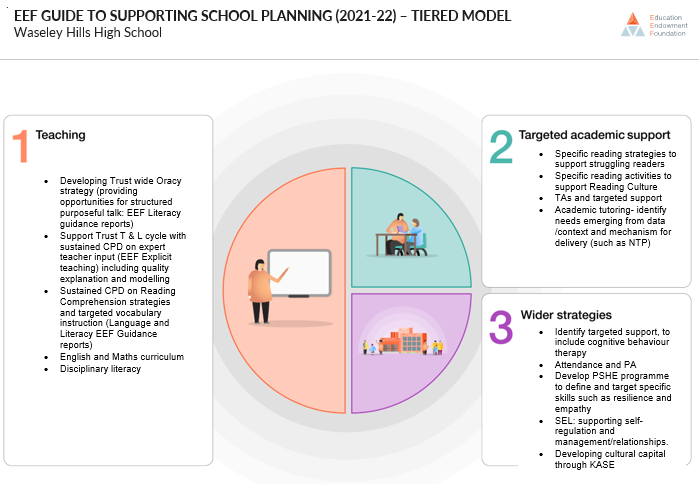 EEF GUIDE TO SUPPORTING SCHOOL PLANNING (2021-22) – TIERED MODEL
Waseley Hills High School
Education
Endowment
Foundation
1 Teaching
• Developing Trust wide Oracy
strategy (providing
opportunities for structured
purposeful talk: EEF Literacy
guidance reports)
• Support Trust T & L cycle with
sustained CPD on expert
teacher input (EEF Explicit
teaching) including quality
explanation and modelling
• Sustained CPD on Reading
Comprehension strategies
and targeted vocabulary
instruction (Language and
Literacy EEF Guidance
reports)
• English and Maths curriculum
• Disciplinary literacy
2 Targeted academic support
• Specific reading strategies to
support struggling readers
• Specific reading activities to
support Reading Culture
• TAs and targeted support
• Academic tutoring- identify
needs emerging from data
/context and mechanism for
delivery (such as NTP)
3 Wider strategies
• Identify targeted support, to
include cognitive behaviour
therapy
• Attendance and PA
• Develop PSHE programme
to define and target specific
skills such as resilience and
empathy
• SEL: supporting self-
regulation and
management/relationships.
• Developing cultural capital
through KASE